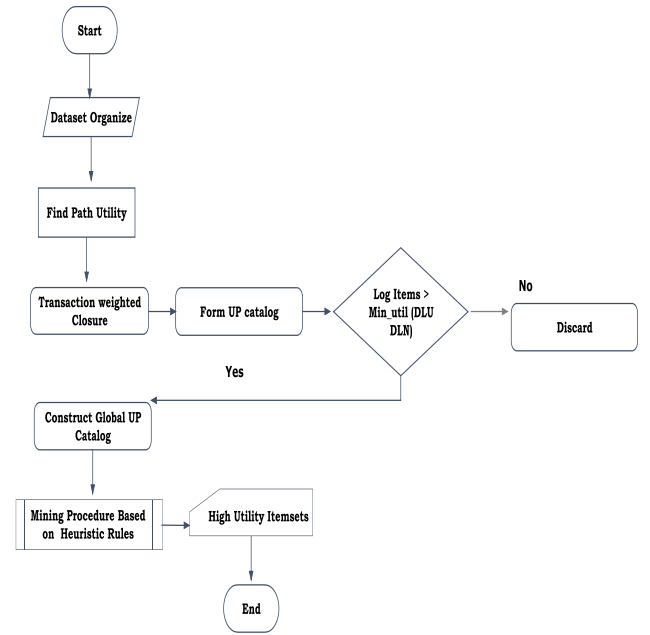 Start
Dataset Organize
Find Path Utility
Transaction weighted
Closure
Form UP catalog
Log Items >
Min_util (DLU
DLN)
No
Discard
Yes
Construct Global UP
Catalog
Mining Procedure Based
on Heuristic Rules
High Utility Itemsets
End